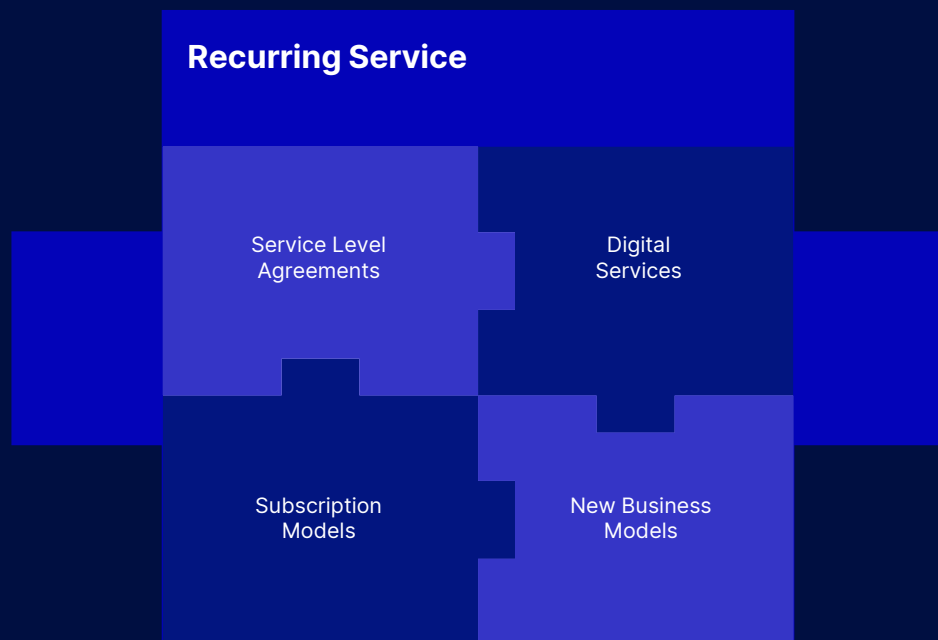 Recurring Service
Service Level
Agreements
Digital
Services
Subscription
Models
New Business
Models